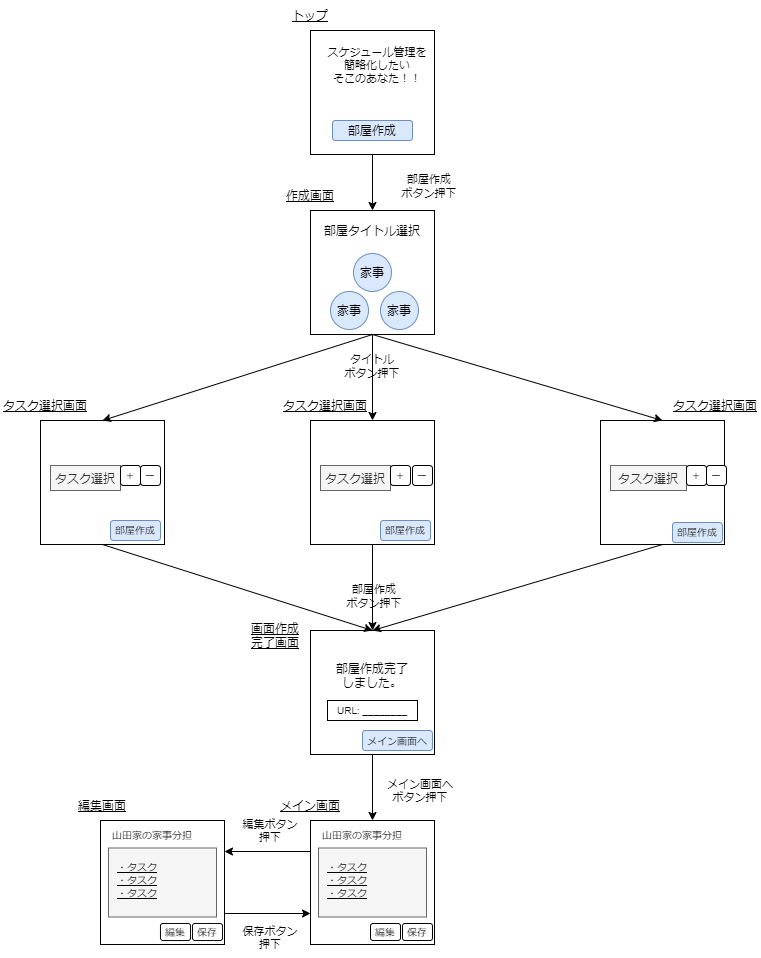 トップ
スケジュール管理を
簡略化したい
そこのあなた！！
部屋作成
部屋作成
ボタン押下
作成画面
部屋タイトル選択
家事
家事
家事
タイトル
ボタン押下
タスク選択画面
タスク選択
+
−
部屋作成
タスク選択画面
タスク選択
+
−
部屋作成
タスク選択画面
タスク選択
+
−
部屋作成
部屋作成
ボタン押下
画面作成
完了画面
部屋作成完了
しました。
URL: ________
メイン画面へ
メイン画面へ
ボタン押下
編集画面
山田家の家事分担
・タスク
・タスク
・タスク
編集
保存
編集ボタン
押下
保存ボタン
押下
メイン画面
山田家の家事分担
・タスク
・タスク
・タスク
編集
保存